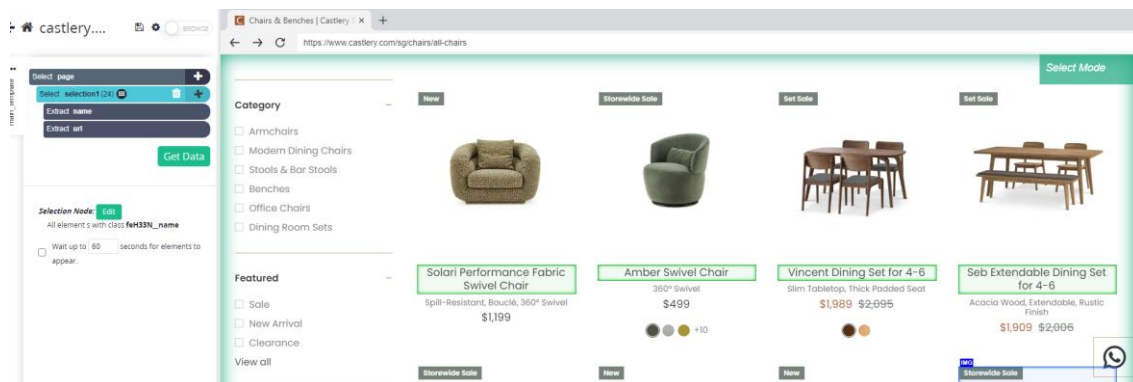 castlery....
BROWSE
main_template
Select page
Select selection1 (24)
Extract name
Extract url
Get Data
Selection Node: Edit
All element s with class feH33N__name
Wait up to 60 seconds for elements to
appear.
Chairs & Benches | Castlery S
https://www.castlery.com/sg/chairs/all-chairs
Select Mode
Category
Armchairs
Modern Dining Chairs
Stools & Bar Stools
Benches
Office Chairs
Dining Room Sets
Featured
Sale
New Arrival
Clearance
View all
New
Solari Performance Fabric
Swivel Chair
Spill-Resistant, Bouclé, 360° Swivel
$1,199
Storewide Sale
Amber Swivel Chair
360° Swivel
$499
+10
Set Sale
Vincent Dining Set for 4-6
Slim Tabletop, Thick Padded Seat
$1,989 $2,095
Set Sale
Seb Extendable Dining Set
for 4-6
Acacia Wood, Extendable, Rustic
Finish
$1,909 $2,006
Storewide Sale
New
New
IMG
Storewide Sale